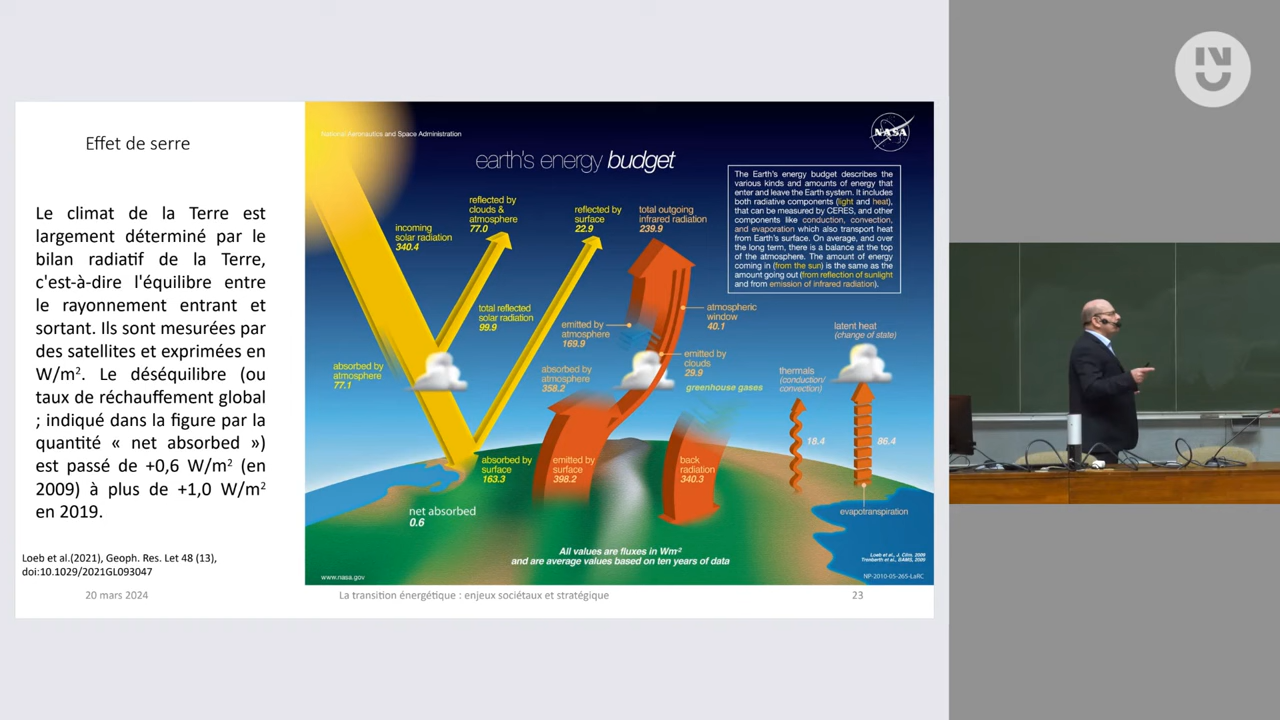 Effet de serre
Le climat de la Terre est
largement déterminé par le
bilan radiatif de la Terre,
c'est-à-dire l'équilibre entre
le rayonnement entrant et
sortant. Ils sont mesurées par
des satellites et exprimées en
W/m². Le déséquilibre (ou
taux de réchauffement global
; indiqué dans la figure par la
quantité « net absorbed »)
est passé de +0,6 W/m² (en
2009) à plus de +1,0 W/m²
en 2019.
Loeb et al.(2021), Geoph. Res. Let 48 (13),
doi:10.1029/2021GL093047
20 mars 2024
La transition énergétique : enjeux sociétaux et stratégique
23
National Aeronautics and Space Administration
NASA
earth's energy budget
The Earth's energy budget describes the
various kinds and amounts of energy that
enter and leave the Earth system. It includes
both radiative components (light and heat),
that can be measured by CERES, and other
components like conduction, convection,
and evaporation which also transport heat
from Earth's surface. On average, and over
the long term, there is a balance at the top
of the atmosphere. The amount of energy
coming in (from the sun) is the same as the
amount going out (from reflection of sunlight
and from emission of infrared radiation).
incoming
solar radiation
340.4
reflected by
clouds &
atmosphere
77.0
reflected by
surface
22.9
total outgoing
infrared radiation
239.9
total reflected
solar radiation
99.9
absorbed by
atmosphere
77.1
emitted by
atmosphere
169.9
atmospheric
window
40.1
absorbed by
atmosphere
358.2
emitted by
clouds
29.9
greenhouse gases
latent heat
(change of state)
thermals
(conduction/
convection)
18.4
86.4
absorbed by
surface
163.3
emitted by
surface
398.2
back
radiation
340.3
evapotranspiration
net absorbed
0.6
All values are fluxes in Wm-2
and are average values based on ten years of data
Loeb et al., J. Clim. 2009
Trenberth et al., BAMS, 2009
www.nasa.gov
NP-2010-05-265-LaRC